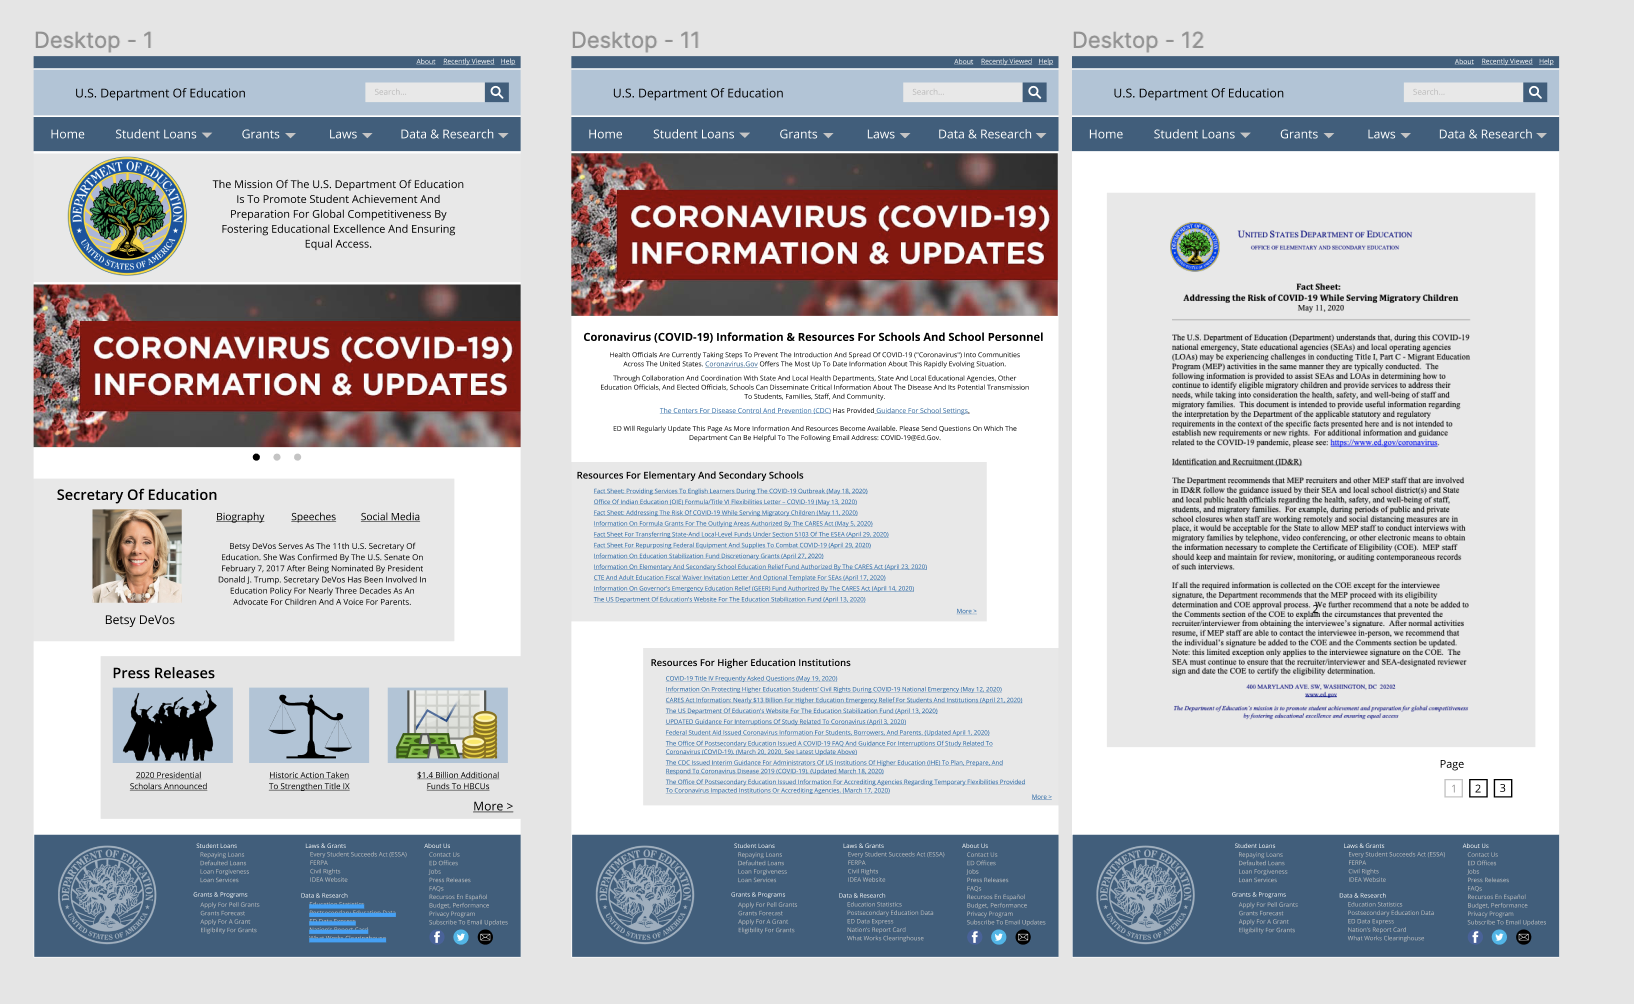 Desktop - 1
About Recently Viewed Help
U.S. Department Of Education
Search...
Home Student Loans Grants Laws Data & Research
DEPARTMENT OF EDUCATION
UNITED STATES OF AMERICA
The Mission Of The U.S. Department Of Education
Is To Promote Student Achievement And
Preparation For Global Competitiveness By
Fostering Educational Excellence And Ensuring
Equal Access.
CORONAVIRUS (COVID-19)
INFORMATION & UPDATES
Secretary Of Education
Biography Speeches Social Media
Betsy DeVos Serves As The 11th U.S. Secretary Of
Education. She Was Confirmed By The U.S. Senate On
February 7, 2017 After Being Nominated By President
Donald J. Trump. Secretary DeVos Has Been Involved In
Education Policy For Nearly Three Decades As An
Advocate For Children And A Voice For Parents.
Betsy DeVos
Press Releases
2020 Presidential
Scholars Announced
Historic Action Taken
To Strengthen Title IX
$1.4 Billion Additional
Funds To HBCUs
More >
DEPARTMENT OF EDUCATION
UNITED STATES OF AMERICA
Student Loans
Repaying Loans
Defaulted Loans
Loan Forgiveness
Loan Services
Grants & Programs
Apply For Pell Grants
Grants Forecast
Apply For A Grant
Eligibility For Grants
Laws & Grants
Every Student Succeeds Act (ESSA)
FERPA
Civil Rights
IDEA Website
Data & Research
Education Statistics
Postsecondary Education Data
ED Data Express
Nation's Report Card
What Works Clearinghouse
About Us
Contact Us
ED Offices
Jobs
Press Releases
FAQs
Recursos En Español
Budget, Performance
Privacy Program
Subscribe To Email Updates
Desktop - 11
About Recently Viewed Help
U.S. Department Of Education
Search...
Home Student Loans Grants Laws Data & Research
CORONAVIRUS (COVID-19)
INFORMATION & UPDATES
Coronavirus (COVID-19) Information & Resources For Schools And School Personnel
Health Officials Are Currently Taking Steps To Prevent The Introduction And Spread Of COVID-19 ("Coronavirus") Into Communities
Across The United States. Coronavirus.Gov Offers The Most Up To Date Information About This Rapidly Evolving Situation.
Through Collaboration And Coordination With State And Local Health Departments, State And Local Educational Agencies, Other
Education Officials, And Elected Officials, Schools Can Disseminate Critical Information About The Disease And Its Potential Transmission
To Students, Families, Staff, And Community.
The Centers For Disease Control And Prevention (CDC) Has Provided Guidance For School Settings.
ED Will Regularly Update This Page As More Information And Resources Become Available. Please Send Questions On Which The
Department Can Be Helpful To The Following Email Address: COVID-19@Ed.Gov.
Resources For Elementary And Secondary Schools
Fact Sheet: Providing Services To English Learners During The COVID-19 Outbreak (May 18, 2020)
Office Of Indian Education (OIE) Formula/Title VI Flexibilities Letter – COVID-19 (May 13, 2020)
Fact Sheet: Addressing The Risk Of COVID-19 While Serving Migratory Children (May 11, 2020)
Information On Formula Grants For The Outlying Areas Authorized By The CARES Act (May 5, 2020)
Fact Sheet For Transferring State-And Local-Level Funds Under Section 5103 Of The ESEA (April 29, 2020)
Fact Sheet For Repurposing Federal Equipment And Supplies To Combat COVID-19 (April 29, 2020)
Information On Education Stabilization Fund Discretionary Grants (April 27, 2020)
Information On Elementary And Secondary School Education Relief Fund Authorized By The CARES Act (April 23, 2020)
CTE And Adult Education Fiscal Waiver Invitation Letter And Optional Template For SEAs (April 17, 2020)
Information On Governor's Emergency Education Relief (GEER) Fund Authorized By The CARES Act (April 14, 2020)
The US Department Of Education's Website For The Education Stabilization Fund (April 13, 2020)
More >
Resources For Higher Education Institutions
COVID-19 Title IV Frequently Asked Questions (May 19, 2020)
Information On Protecting Higher Education Students' Civil Rights During COVID-19 National Emergency (May 12, 2020)
CARES Act Information: Nearly $13 Billion For Higher Education Emergency Relief For Students And Institutions (April 21, 2020)
The US Department Of Education's Website For The Education Stabilization Fund (April 13, 2020)
UPDATED Guidance For Interruptions Of Study Related To Coronavirus (April 3, 2020)
Federal Student Aid Issued Coronavirus Information For Students, Borrowers, And Parents. (Updated April 1, 2020)
The Office Of Postsecondary Education Issued A COVID-19 FAQ And Guidance For Interruptions Of Study Related To
Coronavirus (COVID-19). (March 20, 2020, See Latest Update Above)
The CDC Issued Interim Guidance For Administrators Of US Institutions Of Higher Education (IHE) To Plan, Prepare, And
Respond To Coronavirus Disease 2019 (COVID-19). (Updated March 18, 2020)
The Office Of Postsecondary Education Issued Information For Accrediting Agencies Regarding Temporary Flexibilities Provided
To Coronavirus Impacted Institutions Or Accrediting Agencies. (March 17, 2020)
More >
DEPARTMENT OF EDUCATION
UNITED STATES OF AMERICA
Student Loans
Repaying Loans
Defaulted Loans
Loan Forgiveness
Loan Services
Grants & Programs
Apply For Pell Grants
Grants Forecast
Apply For A Grant
Eligibility For Grants
Laws & Grants
Every Student Succeeds Act (ESSA)
FERPA
Civil Rights
IDEA Website
Data & Research
Education Statistics
Postsecondary Education Data
ED Data Express
Nation's Report Card
What Works Clearinghouse
About Us
Contact Us
ED Offices
Jobs
Press Releases
FAQs
Recursos En Español
Budget, Performance
Privacy Program
Subscribe To Email Updates
Desktop - 12
About Recently Viewed Help
U.S. Department Of Education
Search...
Home Student Loans Grants Laws Data & Research
UNITED STATES DEPARTMENT OF EDUCATION
OFFICE OF ELEMENTARY AND SECONDARY EDUCATION
Fact Sheet:
Addressing the Risk of COVID-19 While Serving Migratory Children
May 11, 2020
The U.S. Department of Education (Department) understands that, during this COVID-19
national emergency, State educational agencies (SEAs) and local operating agencies
(LOAs) may be experiencing challenges in conducting Title I, Part C - Migrant Education
Program (MEP) activities in the same manner they are typically conducted. The
following information is provided to assist SEAs and LOAs in determining how to
continue to identify eligible migratory children and provide services to address their
needs, while taking into consideration the health, safety, and well-being of staff and
migratory families. This document is intended to provide useful information regarding
the interpretation by the Department of the applicable statutory and regulatory
requirements in the context of the specific facts presented here and is not intended to
establish new requirements or new rights. For additional information and guidance
related to the COVID-19 pandemic, please see: https://www.ed.gov/coronavirus.
Identification and Recruitment (ID&R)
The Department recommends that MEP recruiters and other MEP staff that are involved
in ID&R follow the guidance issued by their SEA and local school district(s) and State
and local public health officials regarding the health, safety, and well-being of staff,
students, and migratory families. For example, during periods of public and private
school closures when staff are working remotely and social distancing measures are in
place, it would be acceptable for the State to allow MEP staff to conduct interviews with
migratory families by telephone, video conferencing, or other electronic means to obtain
the information necessary to complete the Certificate of Eligibility (COE). MEP staff
should keep and maintain for review, monitoring, or auditing contemporaneous records
of such interviews.
If all the required information is collected on the COE except for the interviewee
signature, the Department recommends that the MEP proceed with its eligibility
determination and COE approval process. We further recommend that a note be added to
the Comments section of the COE to explain the circumstances that prevented the
recruiter/interviewer from obtaining the interviewee's signature. After normal activities
resume, if MEP staff are able to contact the interviewee in-person, we recommend that
the individual's signature be added to the COE and the Comments section be updated.
Note: this limited exception only applies to the interviewee signature on the COE. The
SEA must continue to ensure that the recruiter/interviewer and SEA-designated reviewer
sign and date the COE to certify the eligibility determination.
400 MARYLAND AVE. SW, WASHINGTON, DC 20202
www.ed.gov
The Department of Education's mission is to promote student achievement and preparation for global competitiveness
by fostering educational excellence and ensuring equal access
Page
1 2 3
DEPARTMENT OF EDUCATION
UNITED STATES OF AMERICA
Student Loans
Repaying Loans
Defaulted Loans
Loan Forgiveness
Loan Services
Grants & Programs
Apply For Pell Grants
Grants Forecast
Apply For A Grant
Eligibility For Grants
Laws & Grants
Every Student Succeeds Act (ESSA)
FERPA
Civil Rights
IDEA Website
Data & Research
Education Statistics
Postsecondary Education Data
ED Data Express
Nation's Report Card
What Works Clearinghouse
About Us
Contact Us
ED Offices
Jobs
Press Releases
FAQs
Recursos En Español
Budget, Performance
Privacy Program
Subscribe To Email Updates